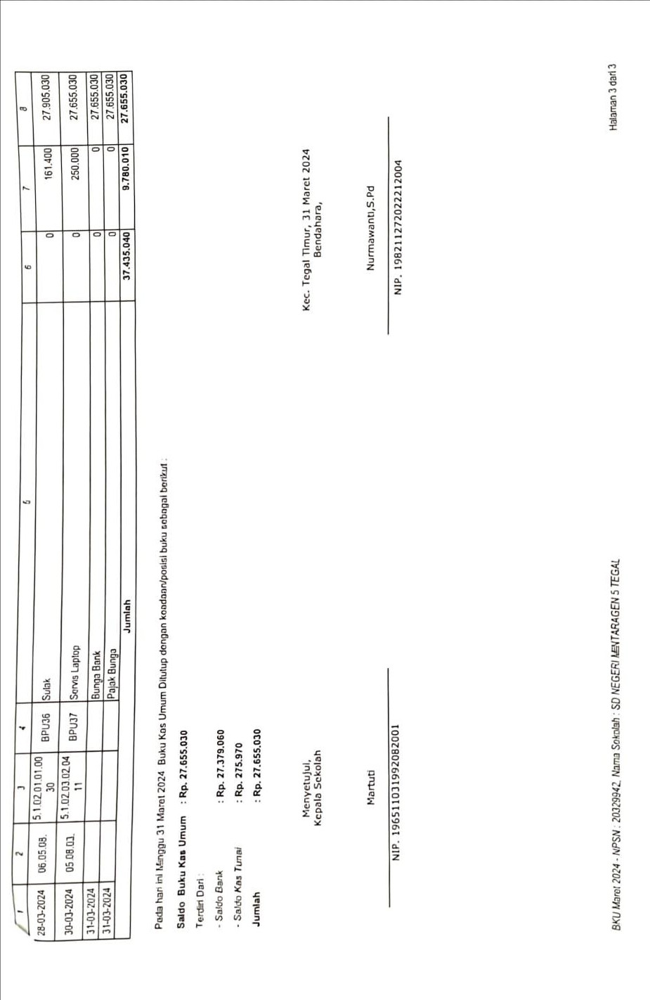 1 2 3 4 5 6 7 8
28-03-2024 06.05.08. 5.1.02.01.01.00 BPU36 Sulak 0 161.400 27.905.030
30
30-03-2024 05.08.03. 5.1.02.03.02.04 BPU37 Servis Laptop 0 250.000 27.655.030
11
31-03-2024 Bunga Bank 0 0 27.655.030
31-03-2024 Pajak Bunga 0 0 27.655.030
Jumlah 37.435.040 9.780.010 27.655.030
Pada hari ini Minggu 31 Maret 2024 Buku Kas Umum Ditutup dengan keadaan/posisi buku sebagai berikut :
Saldo Buku Kas Umum : Rp. 27.655.030
Terdiri Dari :
- Saldo Bank : Rp. 27.379.060
- Saldo Kas Tunai : Rp. 275.970
Jumlah : Rp. 27.655.030
Menyetujui, Kec. Tegal Timur, 31 Maret 2024
Kepala Sekolah Bendahara,
Martuti Nurmawanti,S.Pd
NIP. 196511031992082001 NIP. 198211272022212004
BKU Maret 2024 - NPSN : 20329942, Nama Sekolah : SD NEGERI MINTARAGEN 5 TEGAL Halaman 3 dari 3